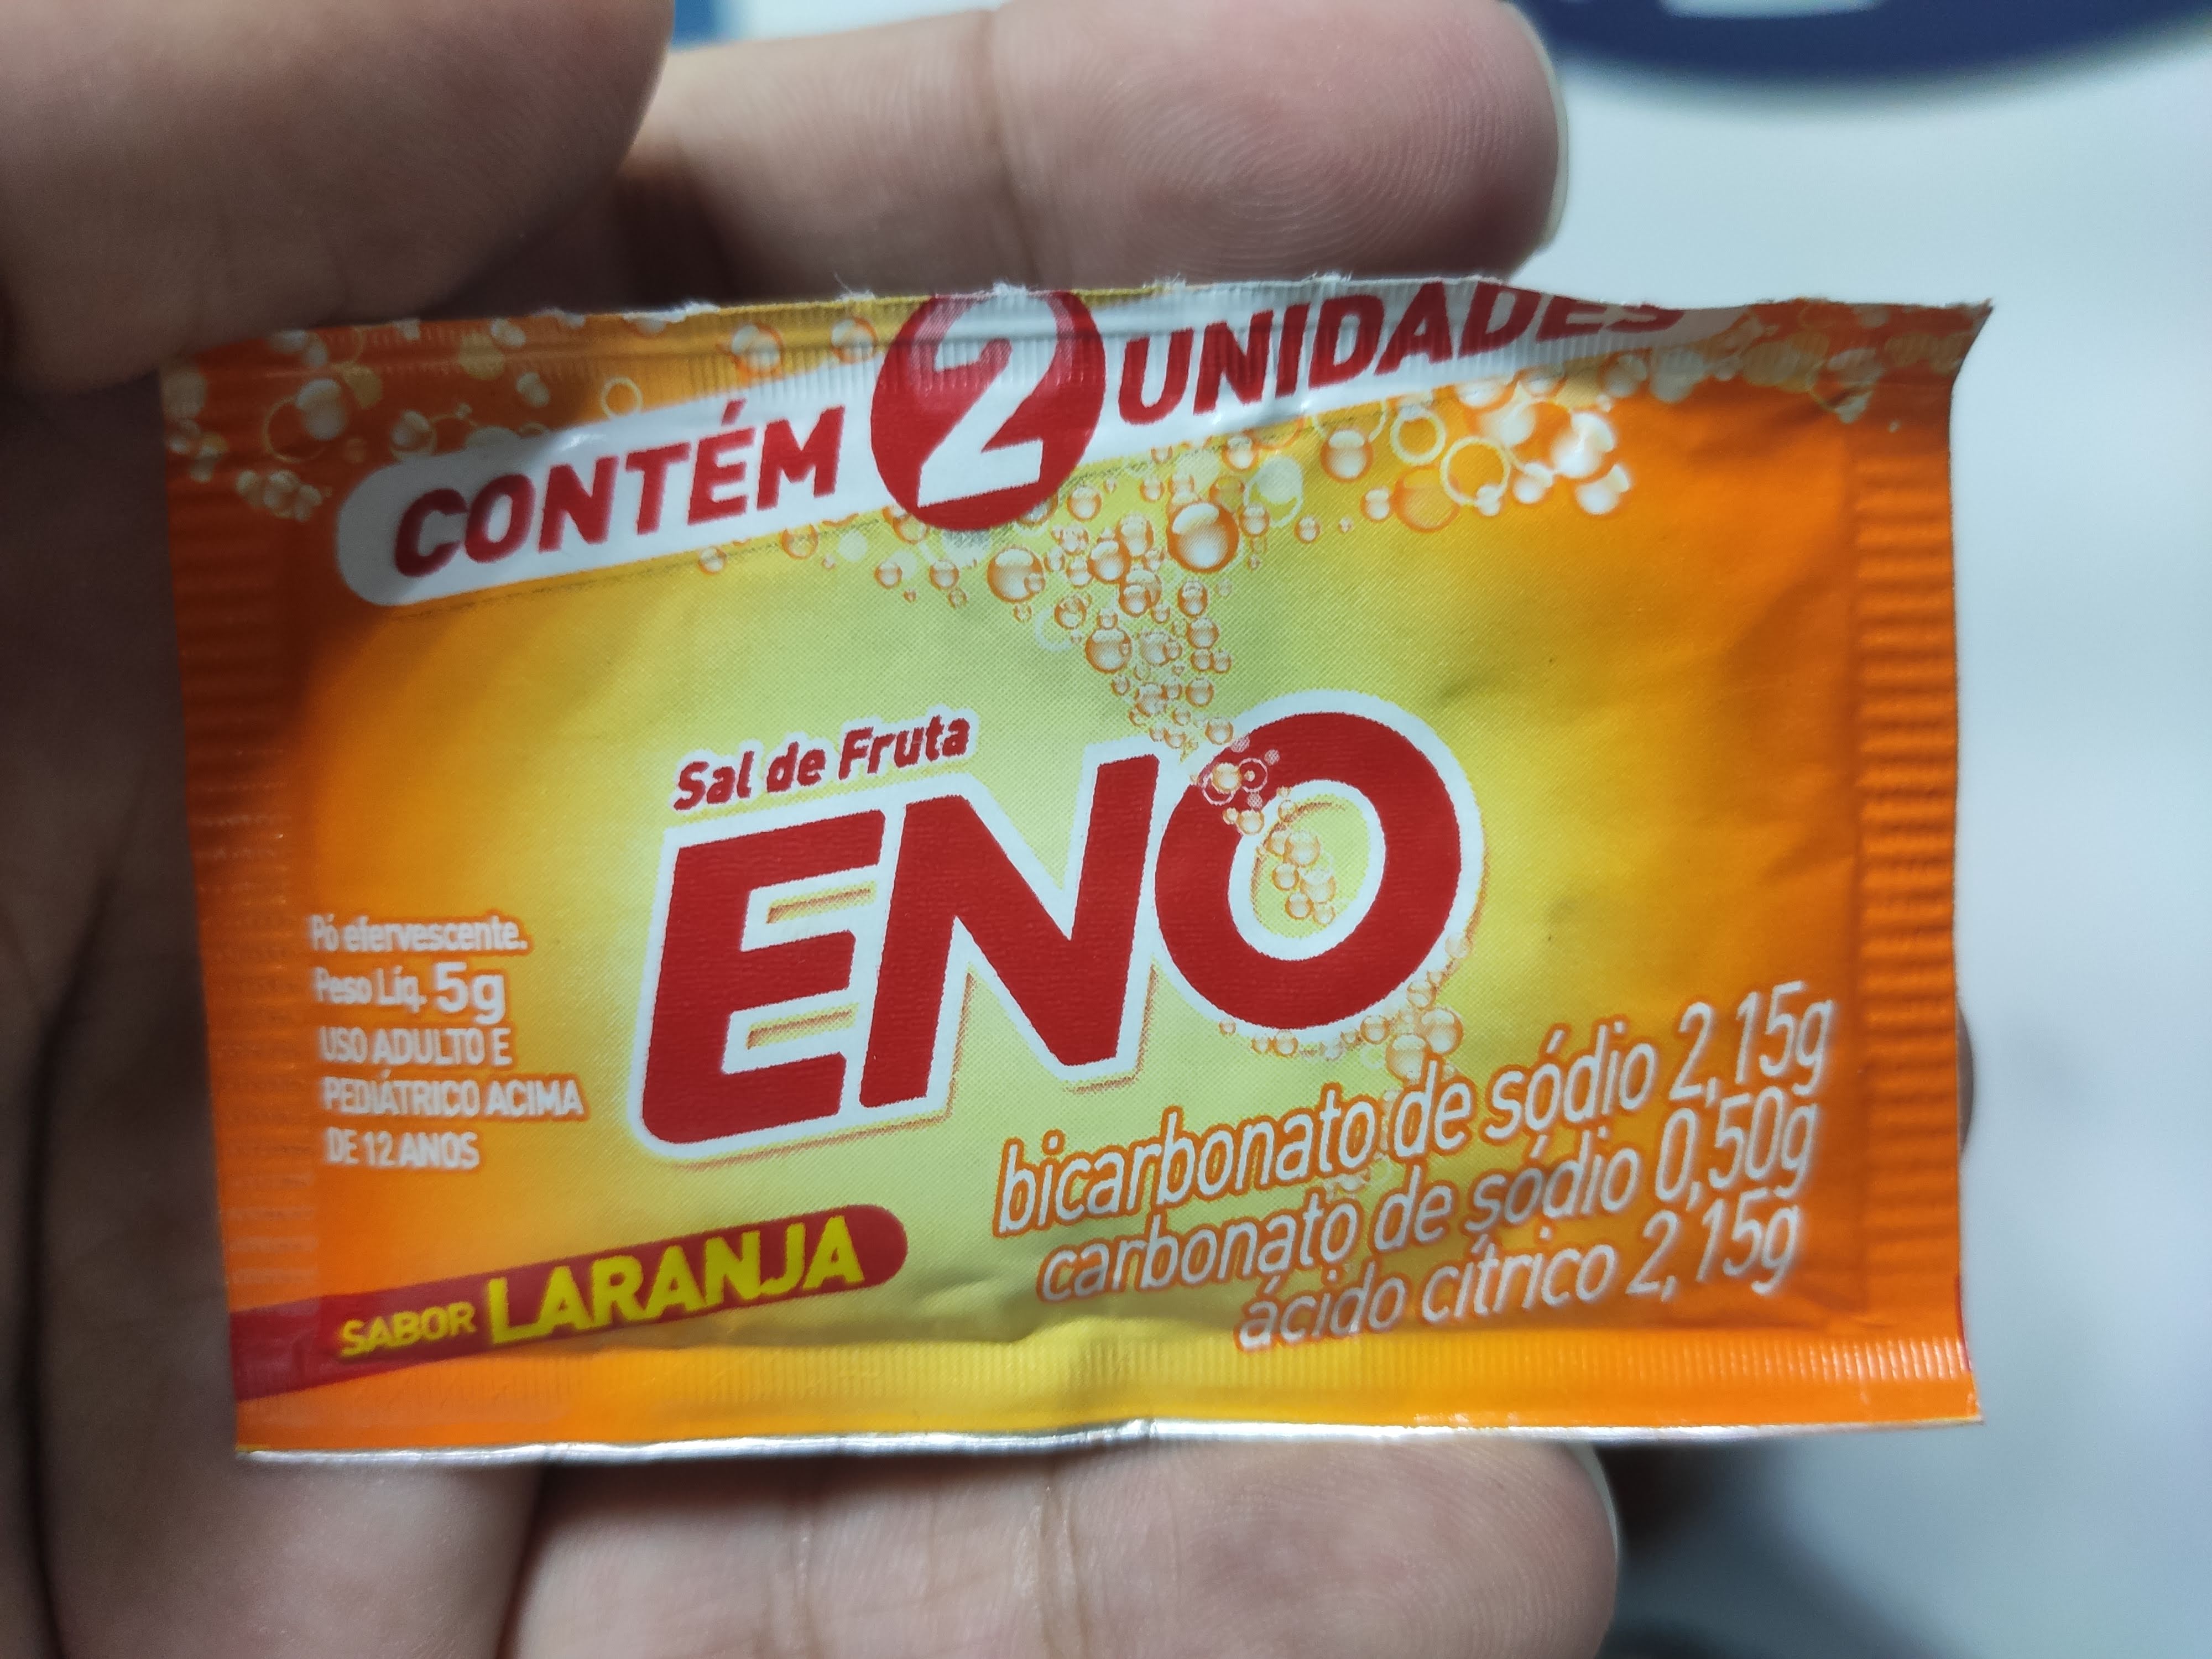 CONTÉM 2 UNIDADES
Sal de Fruta
ENO
Pó efervescente.
Peso Líq. 5g
USO ADULTO E
PEDIÁTRICO ACIMA
DE 12 ANOS
bicarbonato de sódio 2,15g
carbonato de sódio 0,50g
ácido cítrico 2,15g
SABOR LARANJA